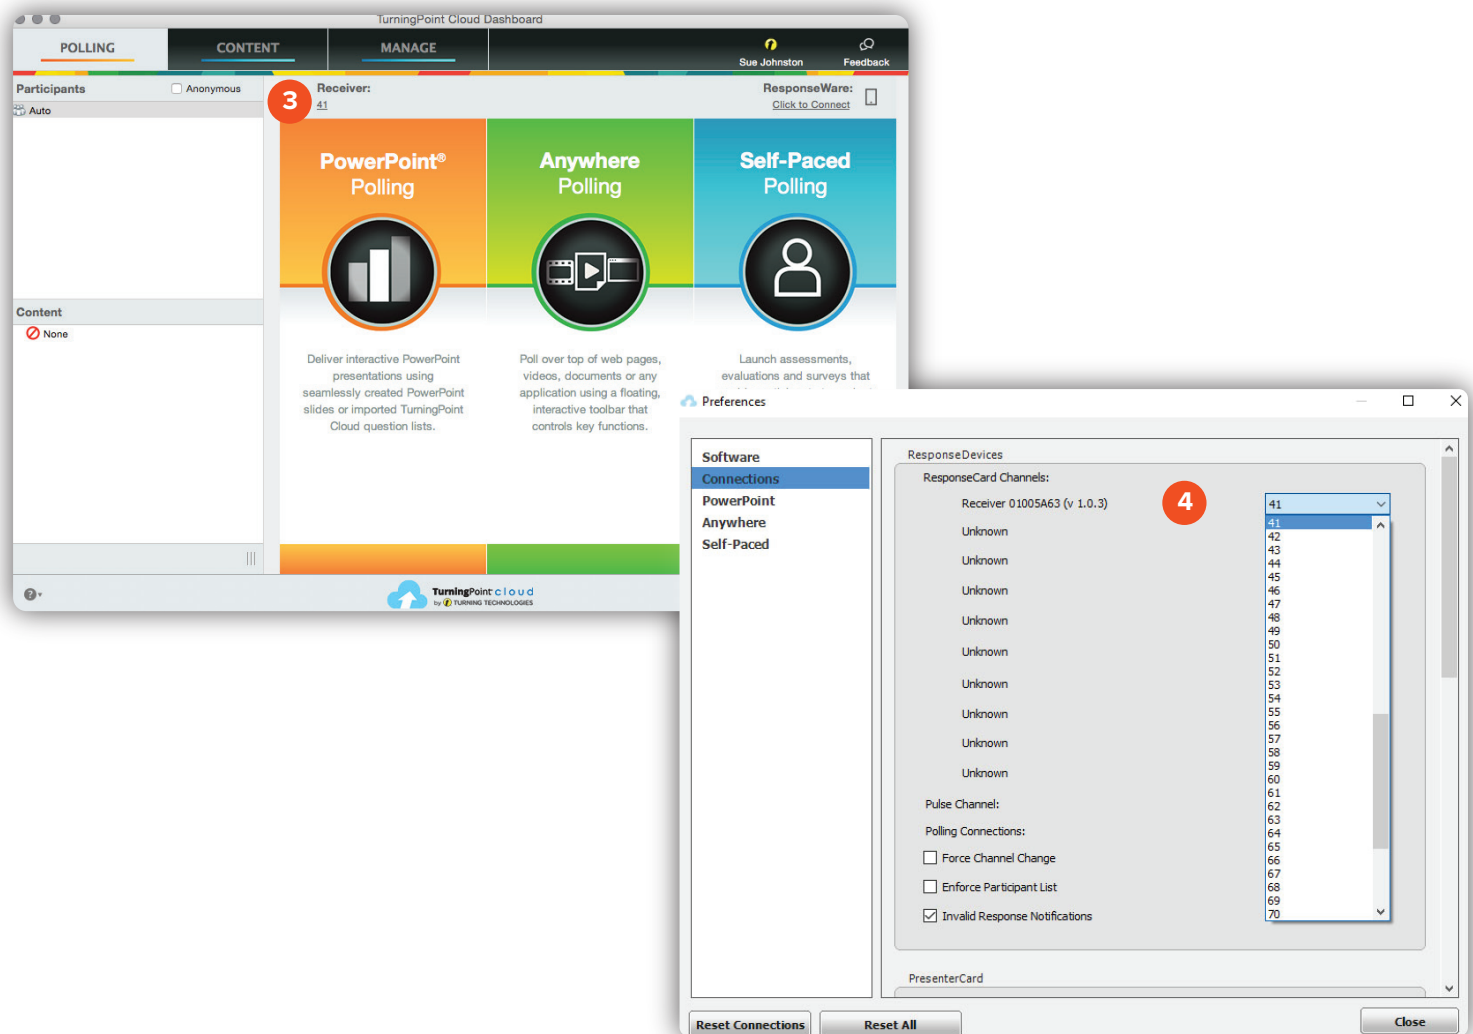 TurningPoint Cloud Dashboard
POLLING
CONTENT
MANAGE
Sue Johnston
Feedback
Participants
Anonymous
Auto
3
Receiver:
41
ResponseWare:
Click to Connect
PowerPoint®
Polling
Anywhere
Polling
Self-Paced
Polling
Content
None
Deliver interactive PowerPoint
presentations using
seamlessly created PowerPoint
slides or imported TurningPoint
Cloud question lists.
Poll over top of web pages,
videos, documents or any
application using a floating,
interactive toolbar that
controls key functions.
Launch assessments,
evaluations and surveys that
TurningPoint cloud
by TURNING TECHNOLOGIES
Preferences
Software
Connections
PowerPoint
Anywhere
Self-Paced
ResponseDevices
ResponseCard Channels:
Receiver 01005A63 (v 1.0.3)
4
41
Unknown
Unknown
Unknown
Unknown
Unknown
Unknown
Unknown
Unknown
Unknown
41
42
43
44
45
46
47
48
49
50
51
52
53
54
55
56
57
58
59
60
61
62
63
64
65
66
67
68
69
70
Pulse Channel:
Polling Connections:
Force Channel Change
Enforce Participant List
Invalid Response Notifications
PresenterCard
Reset Connections
Reset All
Close